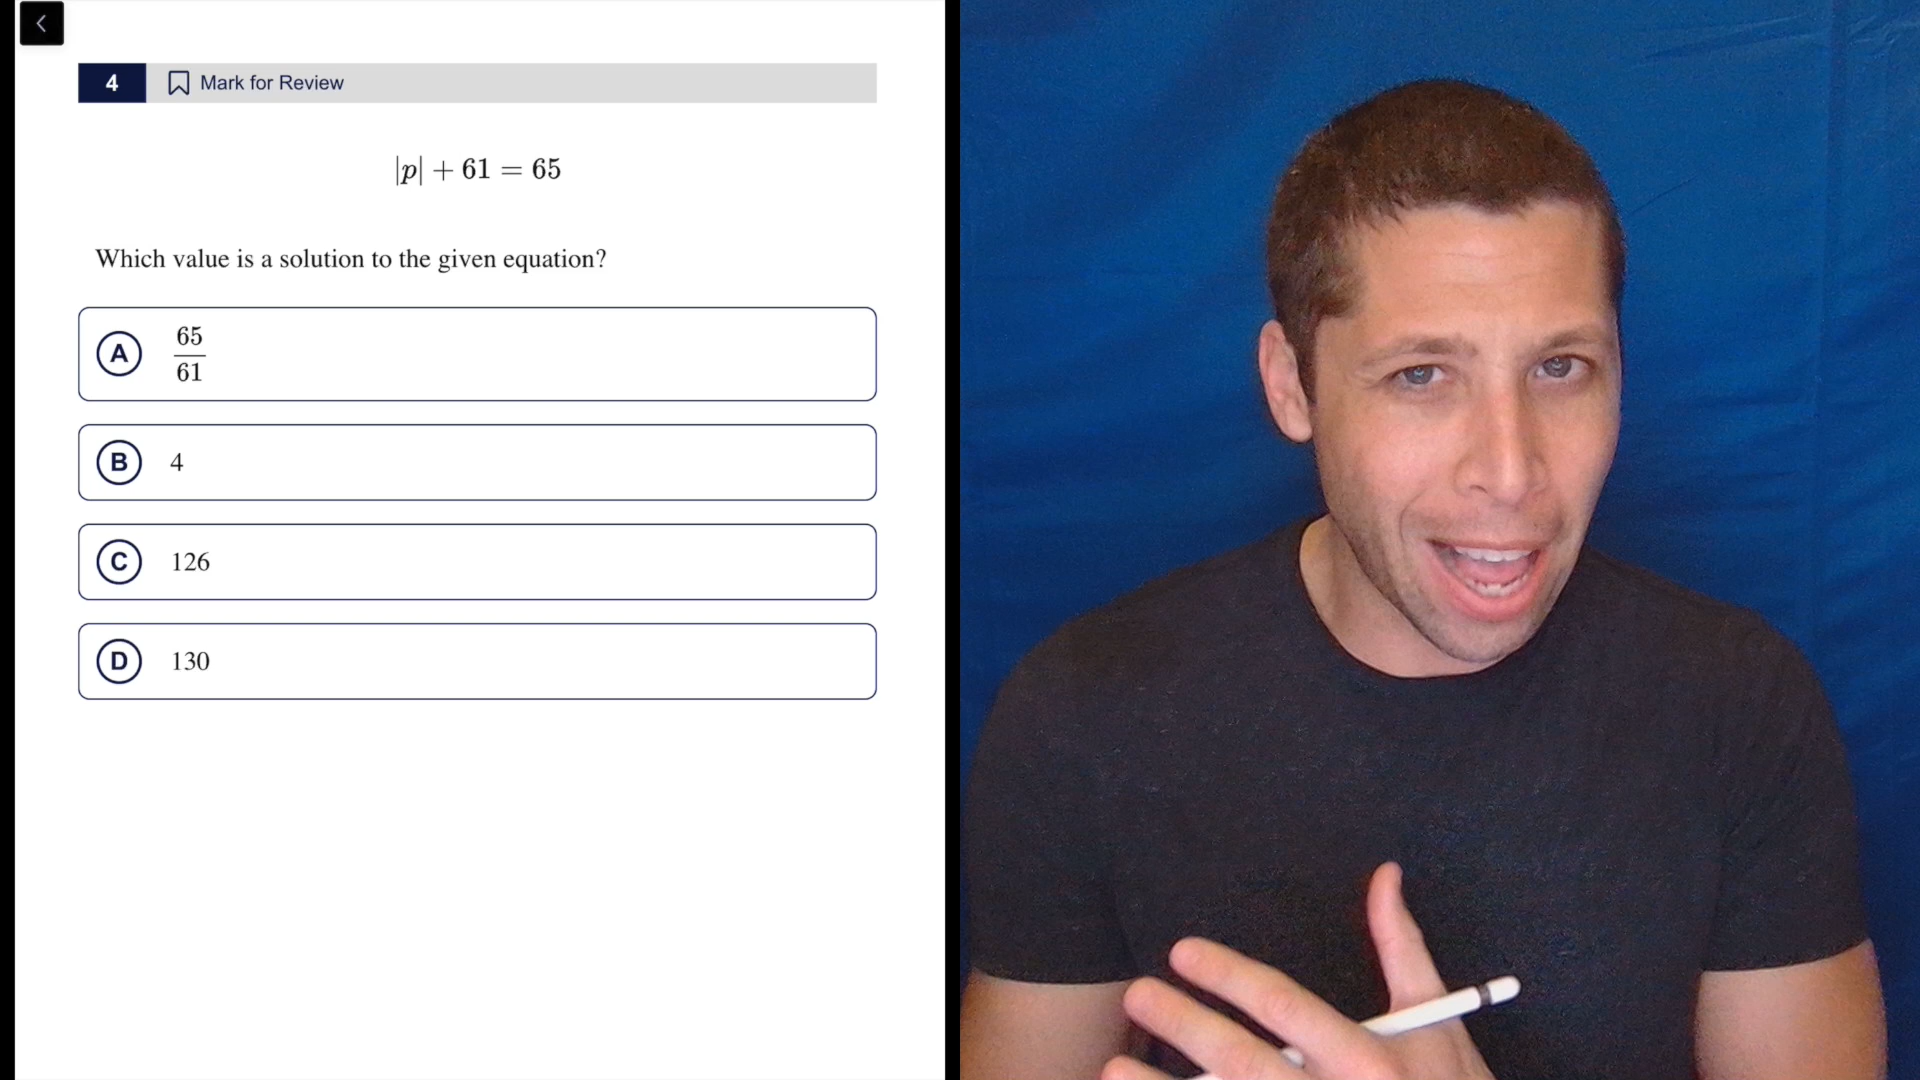 4 Mark for Review
|p| + 61 = 65
Which value is a solution to the given equation?
A 65/61
B 4
C 126
D 130